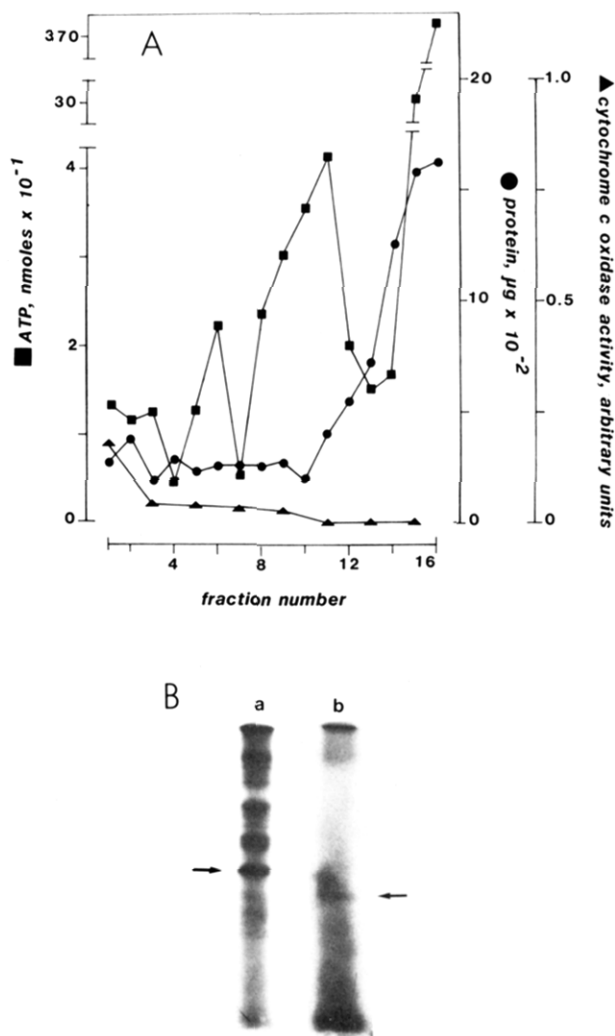 A
370
30
4
2
0
■ ATP, nmoles x 10⁻¹
20
10
0
● protein, µg x 10⁻²
1.0
0.5
0
▲ cytochrome c oxidase activity, arbitrary units
4 8 12 16
fraction number
B
a b